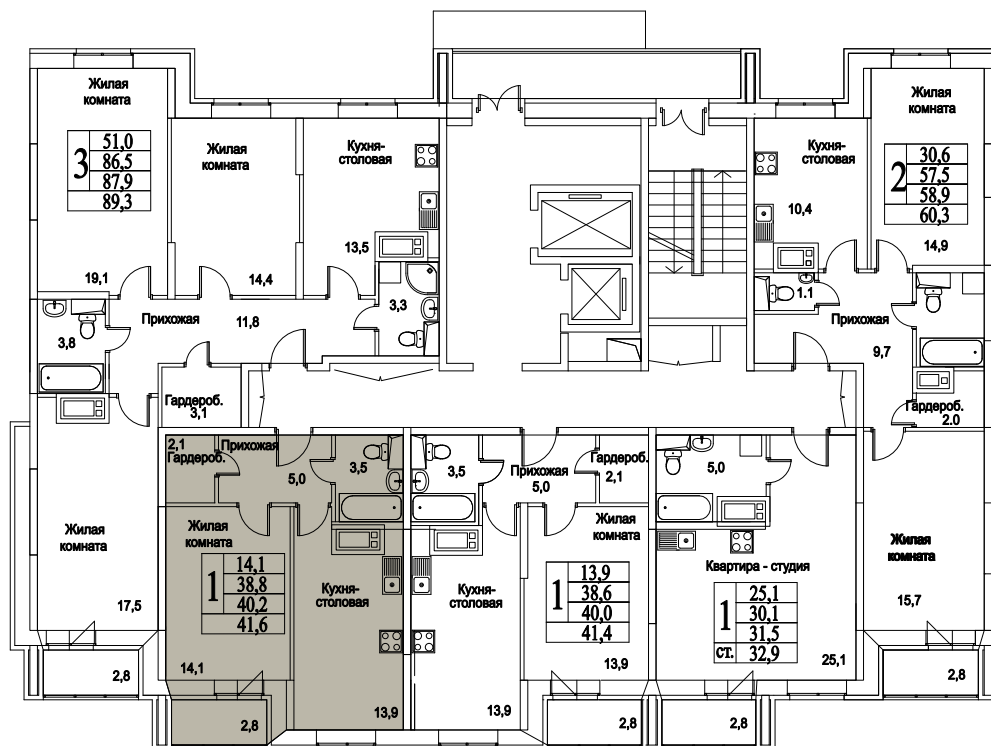 Жилая
комната
3
51,0
86,5
87,9
89,3
19,1
Жилая
комната
14,4
Кухня-
столовая
13,5
3,3
3,8
Прихожая
11,8
Гардероб.
3,1
Жилая
комната
17,5
2,8
Кухня-
столовая
10,4
Жилая
комната
2
30,6
57,5
58,9
60,3
14,9
1.1
Прихожая
9,7
Гардероб.
2.0
Жилая
комната
15,7
2,8
2,1
Гардероб.
Прихожая
5,0
3,5
Жилая
комната
1
14,1
38,8
40,2
41,6
14,1
Кухня-
столовая
13,9
2,8
3,5
Прихожая
5,0
Гардероб.
2,1
Жилая
комната
Кухня-
столовая
1
13,9
38,6
40,0
41,4
13,9
13,9
2,8
5,0
Квартира - студия
1
ст.
25,1
30,1
31,5
32,9
25,1
2,8